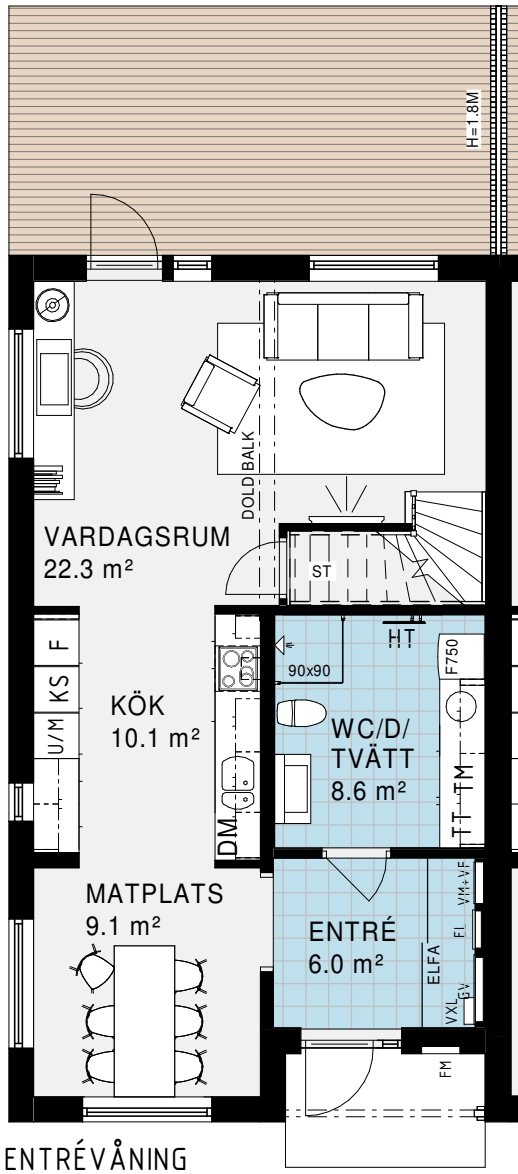 H=1.8M
DOLD BALK
VARDAGSRUM
22.3 m²
ST
F
KS
U/M
KÖK
10.1 m²
DM
90x90
HT
F750
WC/D/
TVÄTT
8.6 m²
TT TM
MATPLATS
9.1 m²
ENTRÉ
6.0 m²
ELFA
VM+VF
EL
GV
VXL
FM
ENTRÉVÅNING